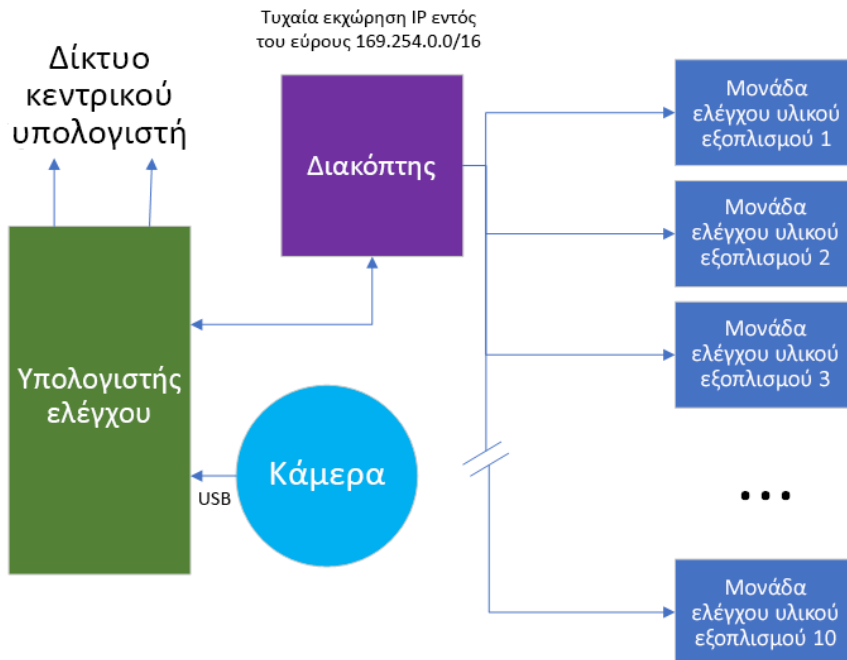 Τυχαία εκχώρηση IP εντός
του εύρους 169.254.0.0/16
Δίκτυο
κεντρικού
υπολογιστή
Διακόπτης
Μονάδα
ελέγχου υλικού
εξοπλισμού 1
Μονάδα
ελέγχου υλικού
εξοπλισμού 2
Μονάδα
ελέγχου υλικού
εξοπλισμού 3
Υπολογιστής
ελέγχου
USB
Κάμερα
...
Μονάδα
ελέγχου υλικού
εξοπλισμού 10